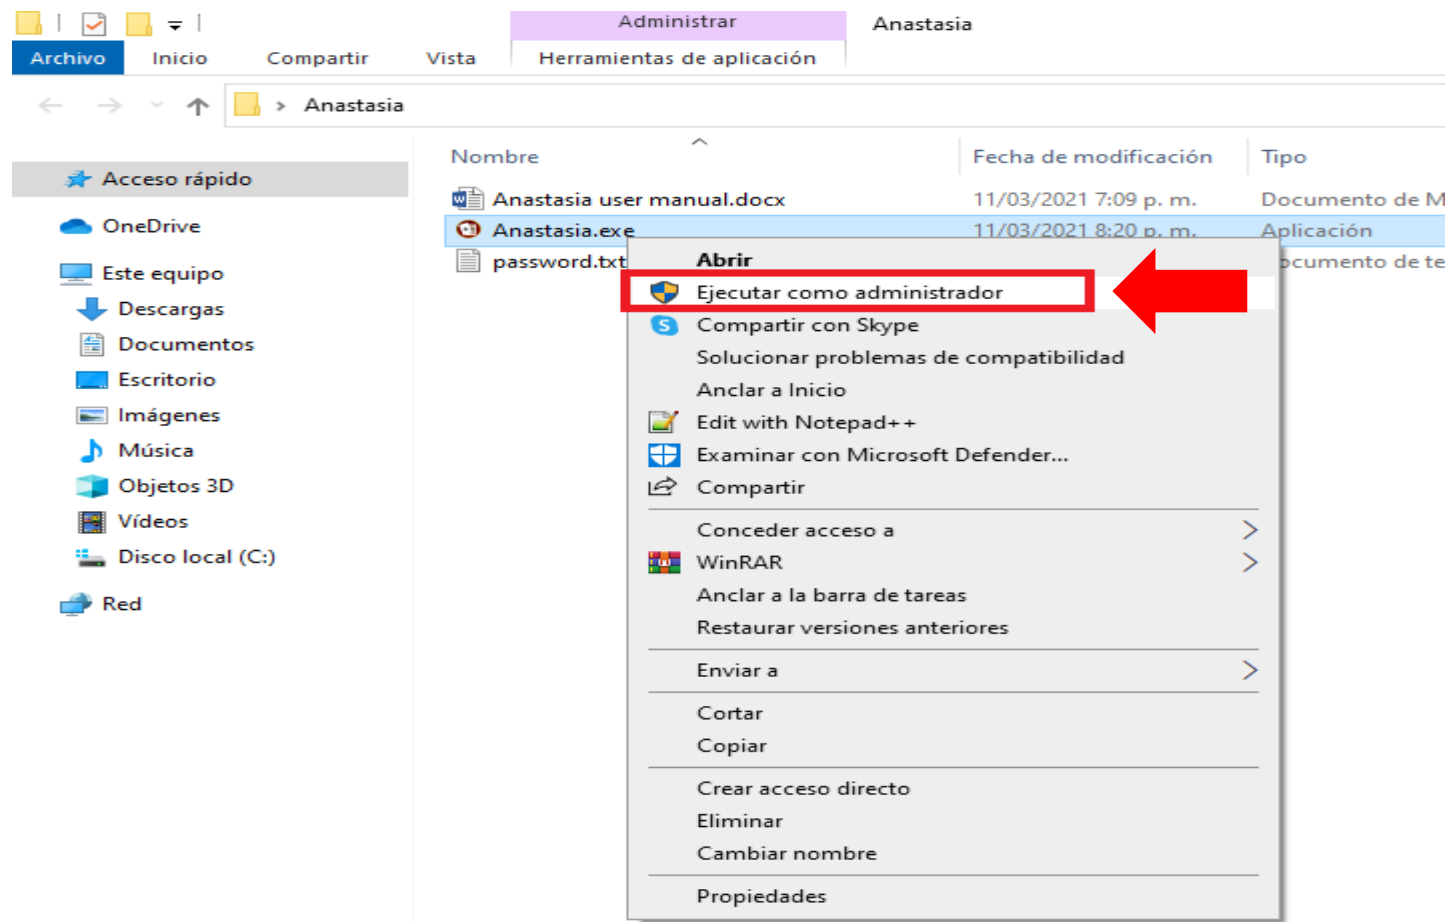 Administrar
Anastasia
Archivo Inicio Compartir Vista Herramientas de aplicación
Anastasia
Nombre Fecha de modificación Tipo
Acceso rápido
OneDrive
Este equipo
Descargas
Documentos
Escritorio
Imágenes
Música
Objetos 3D
Vídeos
Disco local (C:)
Red
Anastasia user manual.docx 11/03/2021 7:09 p. m. Documento de M
Anastasia.exe 11/03/2021 8:20 p. m. Aplicación
password.txt ocumento de te
Abrir
Ejecutar como administrador
Compartir con Skype
Solucionar problemas de compatibilidad
Anclar a Inicio
Edit with Notepad++
Examinar con Microsoft Defender...
Compartir
Conceder acceso a
WinRAR
Anclar a la barra de tareas
Restaurar versiones anteriores
Enviar a
Cortar
Copiar
Crear acceso directo
Eliminar
Cambiar nombre
Propiedades